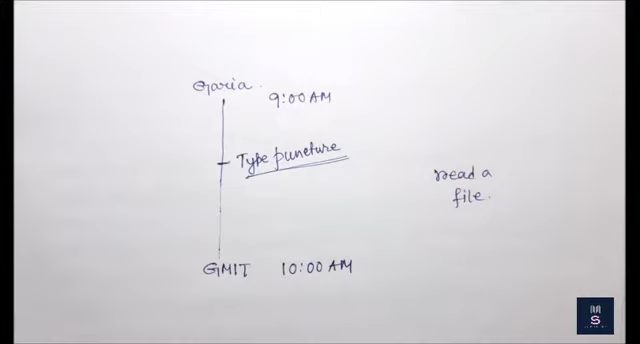 Garia
9:00 AM
Type puncture
read a
file.
GMIT 10:00 AM
M
S